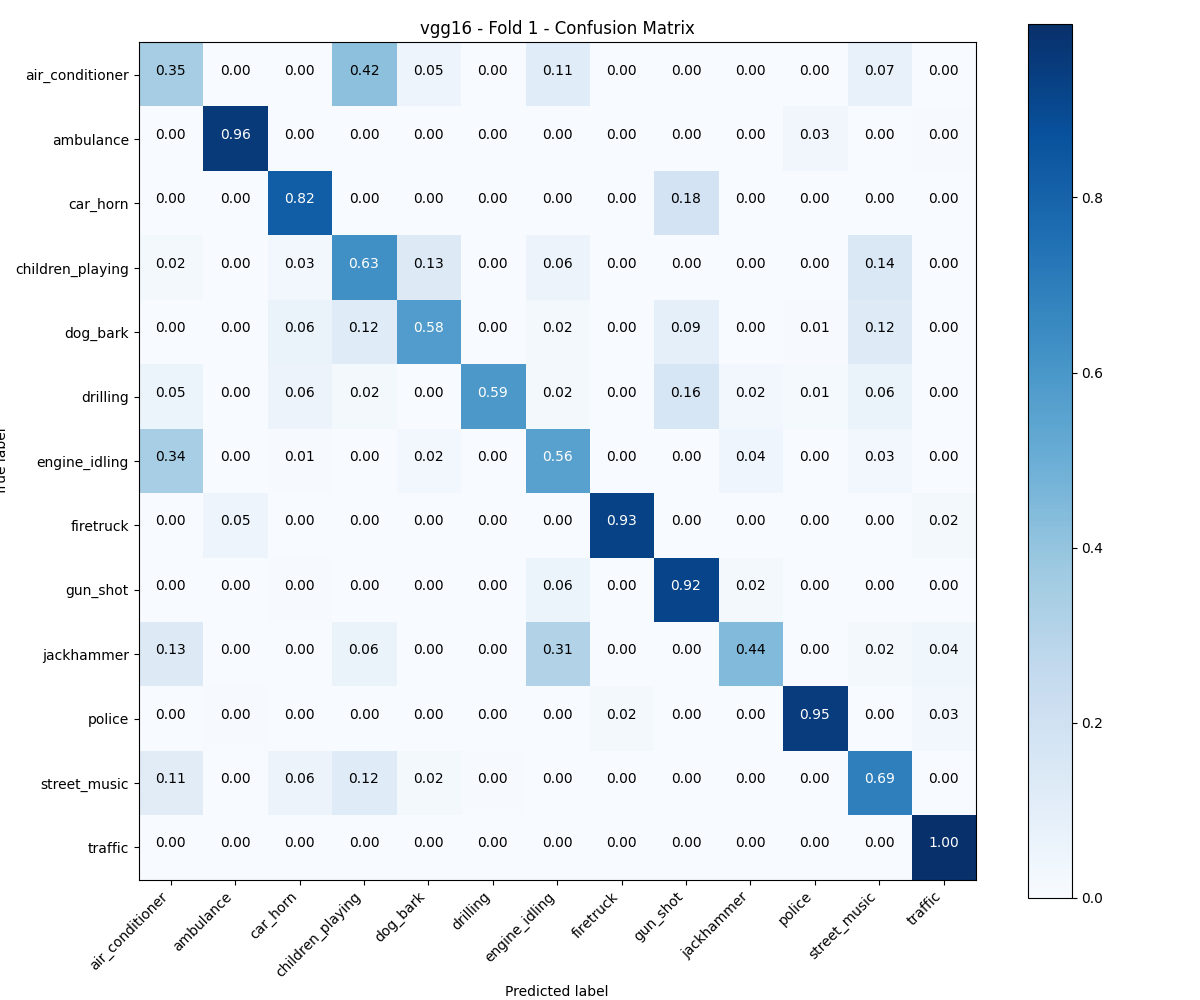 vgg16 - Fold 1 - Confusion Matrix
air_conditioner 0.35 0.00 0.00 0.42 0.05 0.00 0.11 0.00 0.00 0.00 0.00 0.07 0.00
ambulance 0.00 0.96 0.00 0.00 0.00 0.00 0.00 0.00 0.00 0.00 0.03 0.00 0.00
car_horn 0.00 0.00 0.82 0.00 0.00 0.00 0.00 0.00 0.18 0.00 0.00 0.00 0.00
children_playing 0.02 0.00 0.03 0.63 0.13 0.00 0.06 0.00 0.00 0.00 0.00 0.14 0.00
dog_bark 0.00 0.00 0.06 0.12 0.58 0.00 0.02 0.00 0.09 0.00 0.01 0.12 0.00
drilling 0.05 0.00 0.06 0.02 0.00 0.59 0.02 0.00 0.16 0.02 0.01 0.06 0.00
engine_idling 0.34 0.00 0.01 0.00 0.02 0.00 0.56 0.00 0.00 0.04 0.00 0.03 0.00
firetruck 0.00 0.05 0.00 0.00 0.00 0.00 0.00 0.93 0.00 0.00 0.00 0.00 0.02
gun_shot 0.00 0.00 0.00 0.00 0.00 0.00 0.06 0.00 0.92 0.02 0.00 0.00 0.00
jackhammer 0.13 0.00 0.00 0.06 0.00 0.00 0.31 0.00 0.00 0.44 0.00 0.02 0.04
police 0.00 0.00 0.00 0.00 0.00 0.00 0.00 0.02 0.00 0.00 0.95 0.00 0.03
street_music 0.11 0.00 0.06 0.12 0.02 0.00 0.00 0.00 0.00 0.00 0.00 0.69 0.00
traffic 0.00 0.00 0.00 0.00 0.00 0.00 0.00 0.00 0.00 0.00 0.00 0.00 1.00
air_conditioner ambulance car_horn children_playing dog_bark drilling engine_idling firetruck gun_shot jackhammer police street_music traffic
Predicted label
0.8
0.6
0.4
0.2
0.0